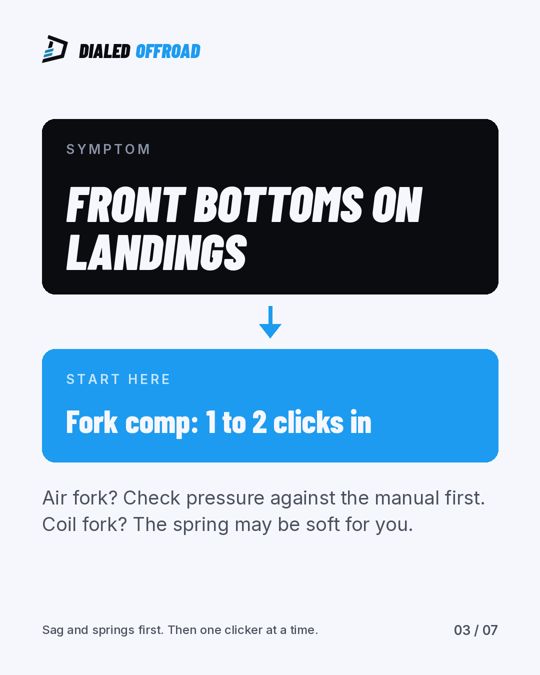 DIALED OFFROAD
SYMPTOM
FRONT BOTTOMS ON
LANDINGS
START HERE
Fork comp: 1 to 2 clicks in
Air fork? Check pressure against the manual first.
Coil fork? The spring may be soft for you.
Sag and springs first. Then one clicker at a time.
03 / 07